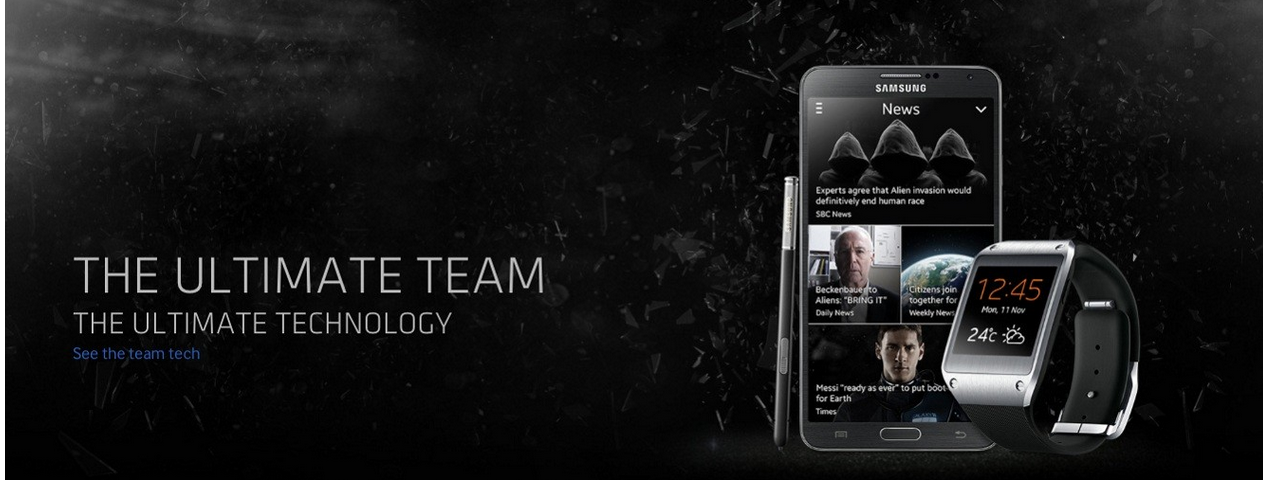 THE ULTIMATE TEAM
THE ULTIMATE TECHNOLOGY
See the team tech
SAMSUNG
SAMSUNG
News
Experts agree that Alien invasion would
definitively end human race
SBC News
Beckenbauer to
Aliens: "BRING IT"
Daily News
Citizens join
together for
Weekly News
Messi "ready as ever" to put boot-
for Earth
Times
12:45
Mon, 11 Nov
24°c